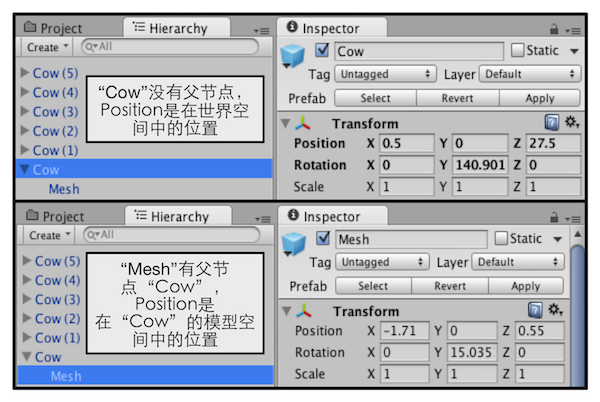 Project
Hierarchy
Create
All
Cow (5)
Cow (4)
Cow (3)
Cow (2)
Cow (1)
Cow
Mesh
“Cow”没有父节点，
Position是在世界空
间中的位置
Inspector
Cow
Static
Tag Untagged Layer Default
Prefab Select Revert Apply
Transform
Position X 0.5 Y 0 Z 27.5
Rotation X 0 Y 140.901 Z 0
Scale X 1 Y 1 Z 1
Project
Hierarchy
Create
All
Cow (5)
Cow (4)
Cow (3)
Cow (2)
Cow (1)
Cow
Mesh
“Mesh”有父节
点“Cow”，
Position是
在“Cow”的模型空
间中的位置
Inspector
Mesh
Static
Tag Untagged Layer Default
Prefab Select Revert Apply
Transform
Position X -1.71 Y 0 Z 0.55
Rotation X 0 Y 15.035 Z 0
Scale X 1 Y 1 Z 1